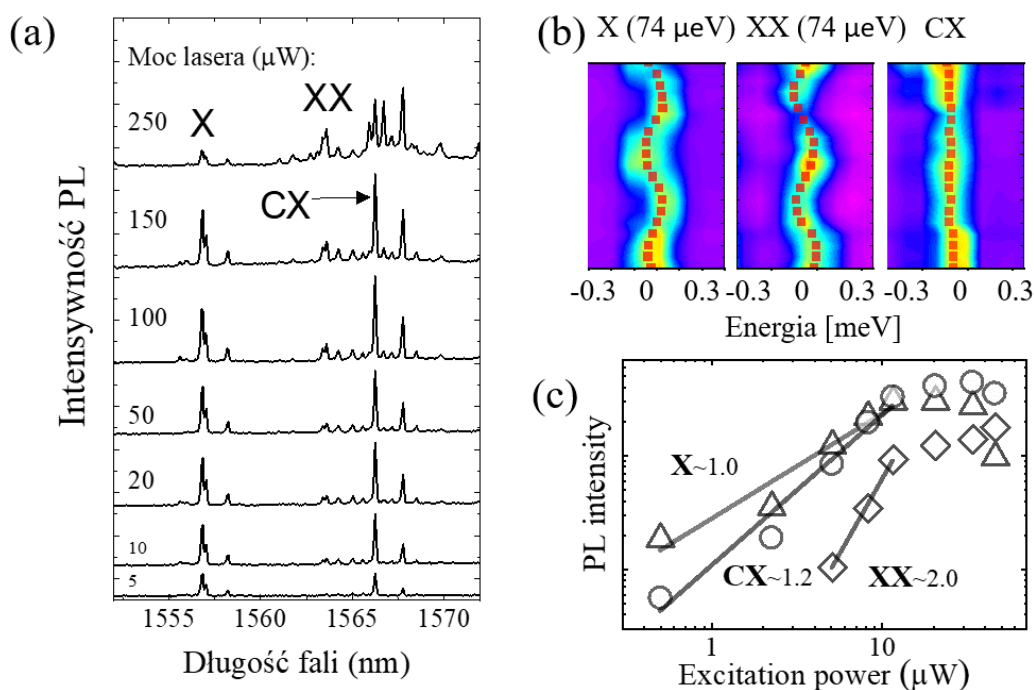 (a)
Moc lasera (μW):
X
XX
CX
250
150
100
50
20
10
5
Intensywność PL
1555 1560 1565 1570
Długość fali (nm)
(b)
X (74 μeV) XX (74 μeV) CX
-0.3 0 0.3 -0.3 0 0.3 -0.3 0 0.3
Energia [meV]
(c)
X~1.0
CX~1.2
XX~2.0
PL intensity
1 10
Excitation power (μW)